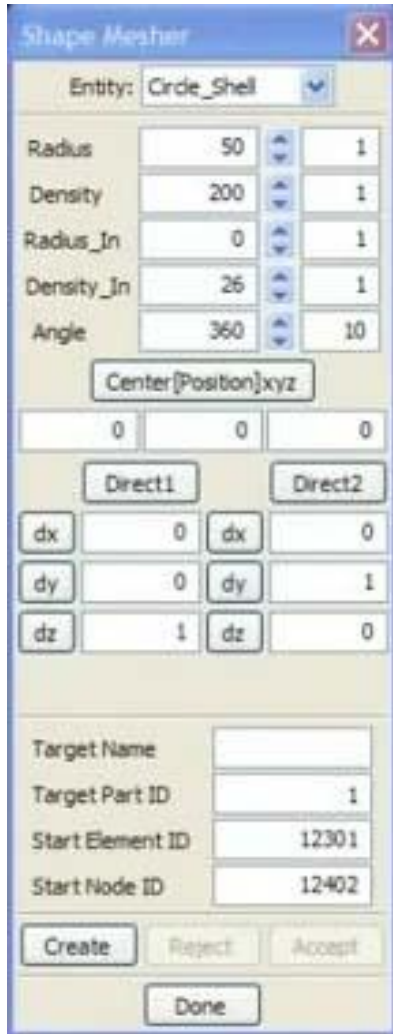 Shape Mesher
Entity: Circle_Shell
Radius 50 1
Density 200 1
Radius_In 0 1
Density_In 26 1
Angle 360 10
Center[Position]xyz
0 0 0
Direct1 Direct2
dx 0 dx 0
dy 0 dy 1
dz 1 dz 0
Target Name
Target Part ID 1
Start Element ID 12301
Start Node ID 12402
Create Reject Accept
Done